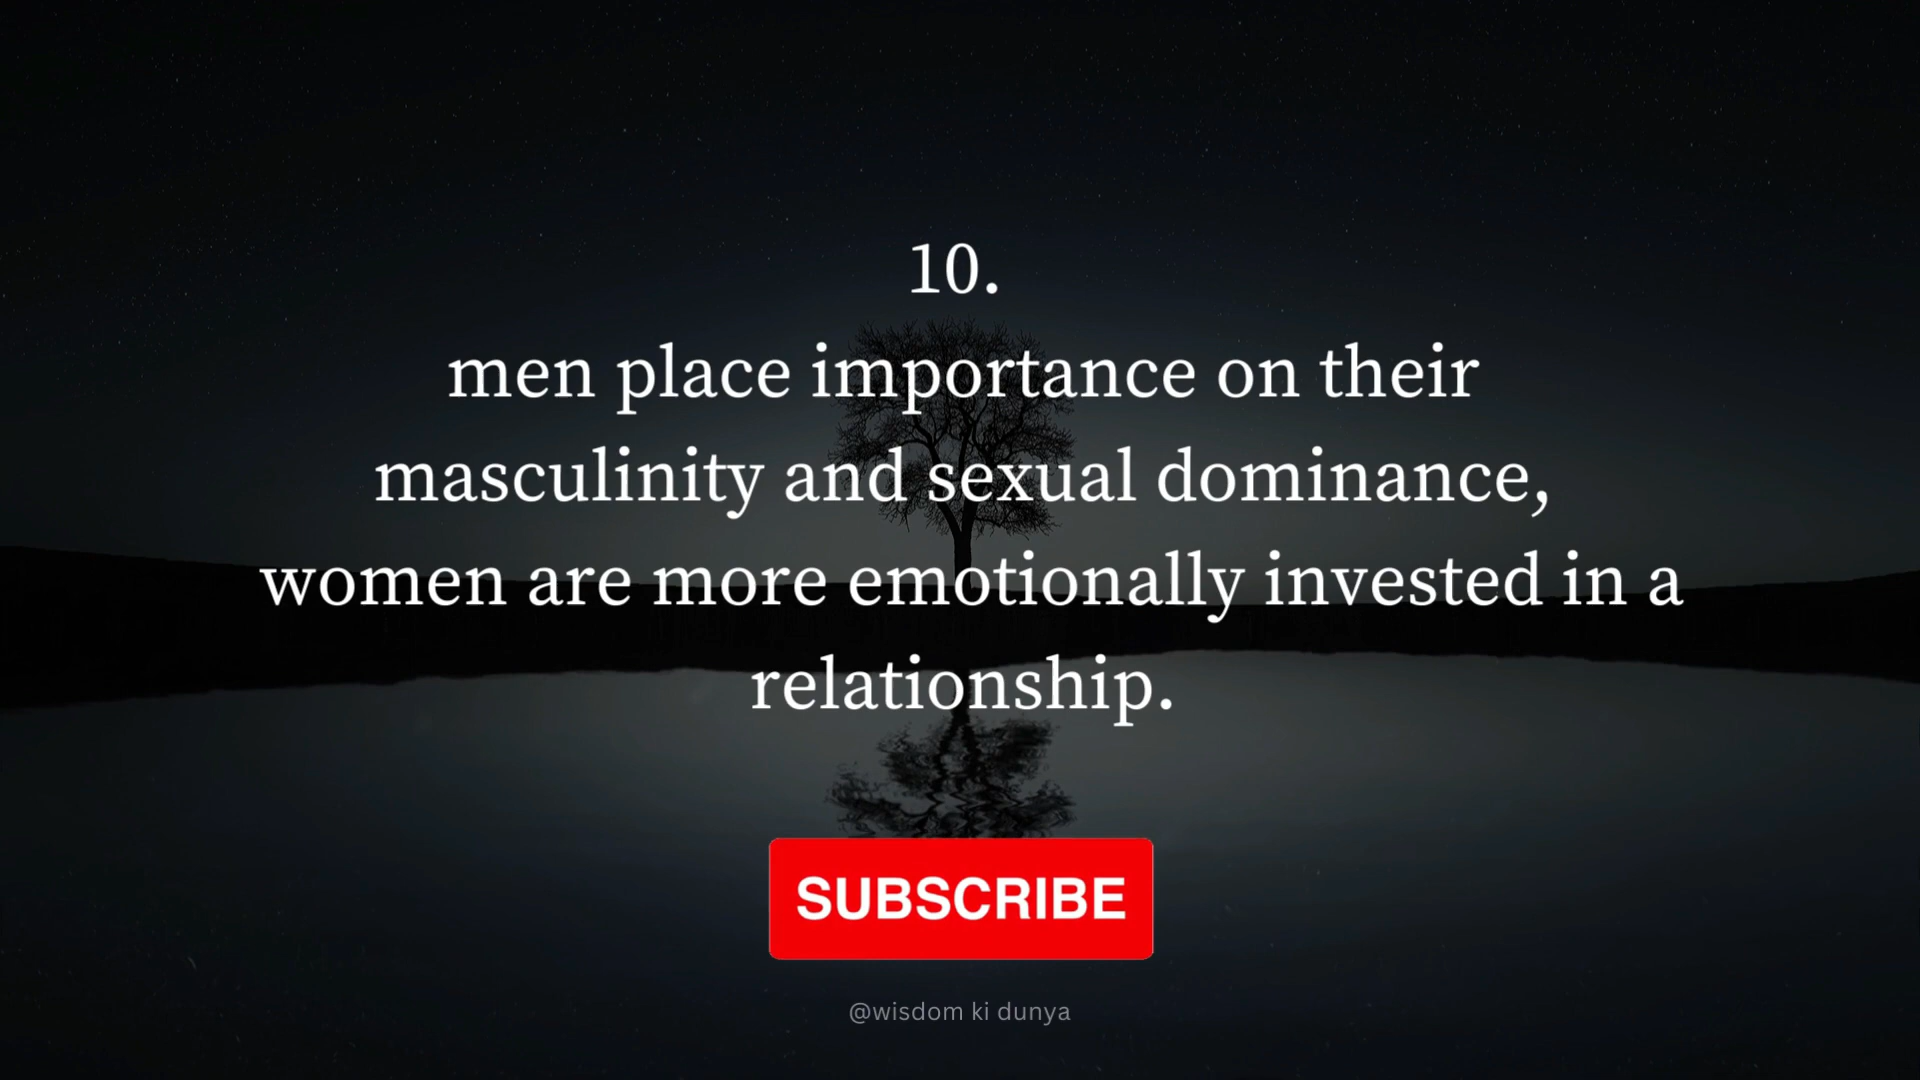 10.
men place importance on their
masculinity and sexual dominance,
women are more emotionally invested in a
relationship.
SUBSCRIBE
@wisdom ki dunya